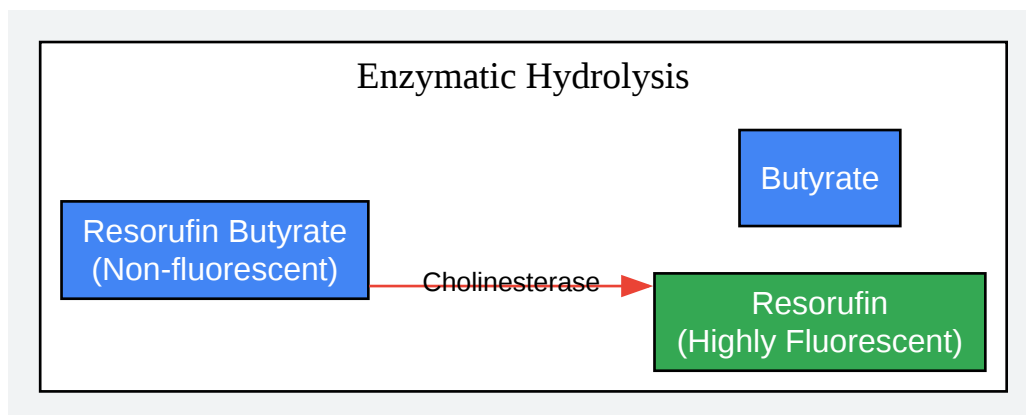 Enzymatic Hydrolysis
Butyrate
Resorufin Butyrate
(Non-fluorescent)
Cholinesterase
Resorufin
(Highly Fluorescent)